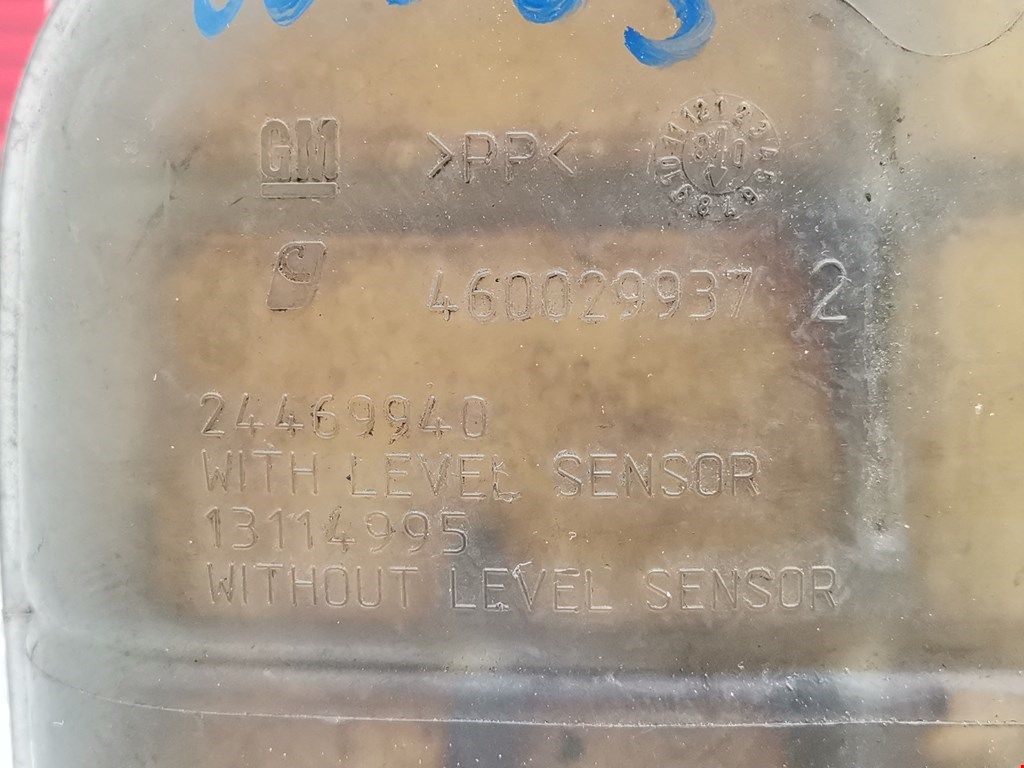 GM >PP<
C 460029937 2
24469940
WITH LEVEL SENSOR
13114995
WITHOUT LEVEL SENSOR